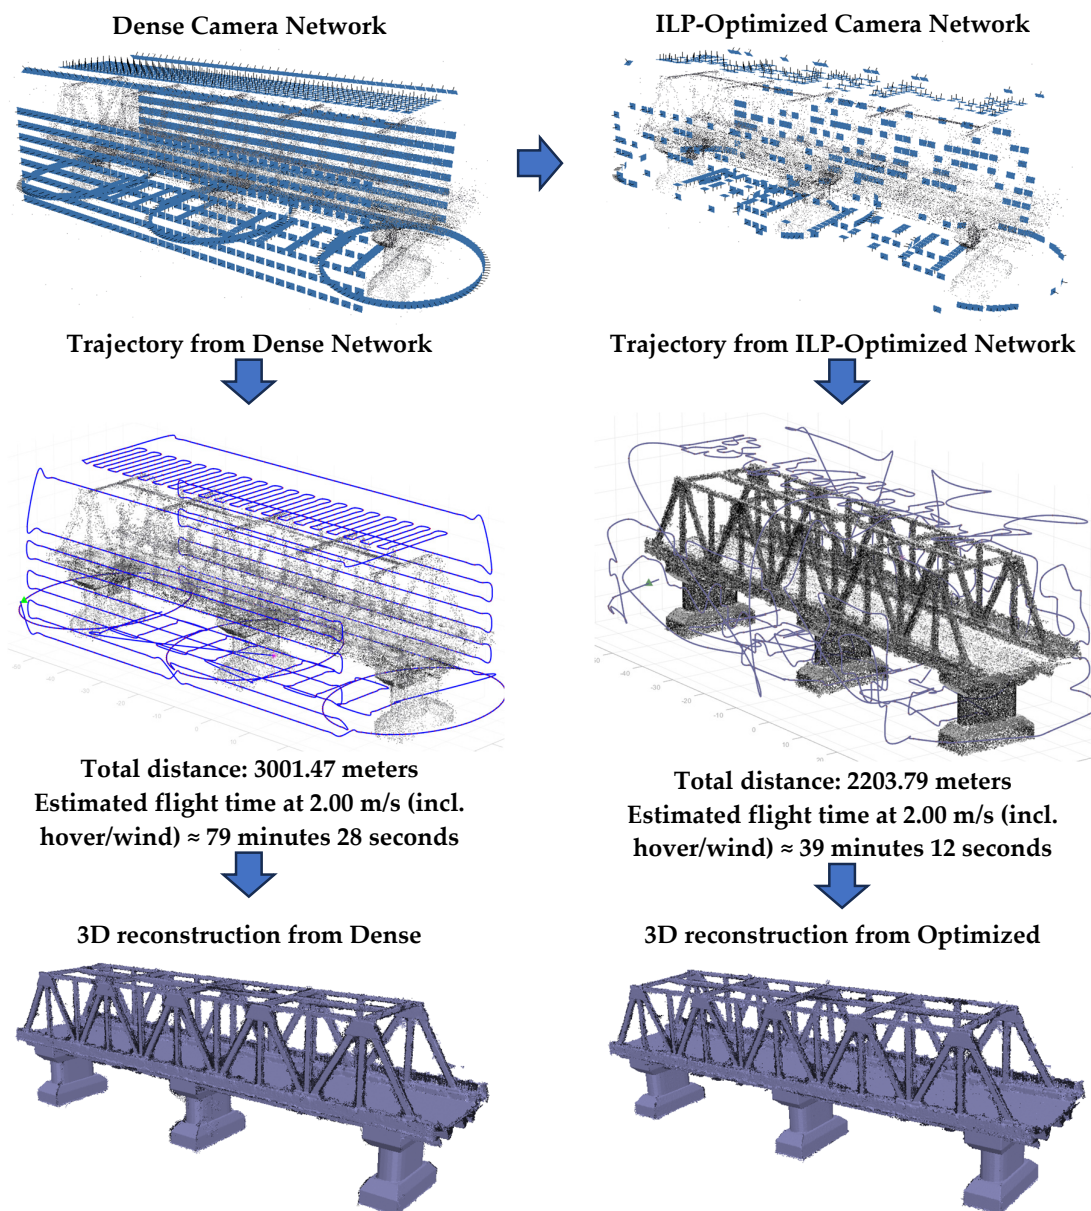 Dense Camera Network
ILP-Optimized Camera Network
Trajectory from Dense Network
Trajectory from ILP-Optimized Network
Total distance: 3001.47 meters
Estimated flight time at 2.00 m/s (incl.
hover/wind) ≈ 79 minutes 28 seconds
Total distance: 2203.79 meters
Estimated flight time at 2.00 m/s (incl.
hover/wind) ≈ 39 minutes 12 seconds
3D reconstruction from Dense
3D reconstruction from Optimized